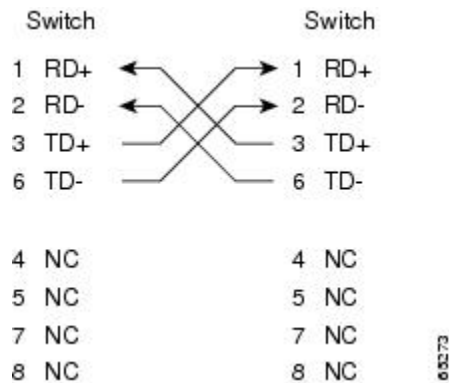 Switch Switch
1 RD+ 1 RD+
2 RD- 2 RD-
3 TD+ 3 TD+
6 TD- 6 TD-
4 NC 4 NC
5 NC 5 NC
7 NC 7 NC
8 NC 8 NC
65273